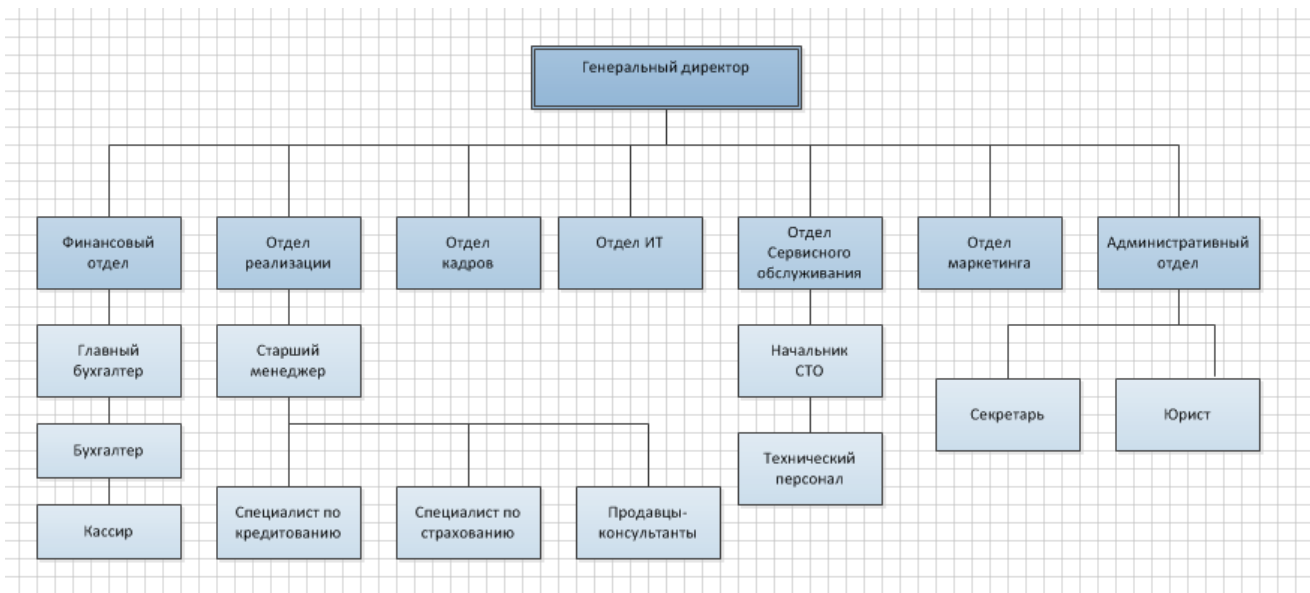 Генеральный директор
Финансовый
отдел
Отдел
реализации
Отдел
кадров
Отдел ИТ
Отдел
Сервисного
обслуживания
Отдел
маркетинга
Административный
отдел
Главный
бухгалтер
Старший
менеджер
Начальник
СТО
Секретарь
Юрист
Бухгалтер
Технический
персонал
Кассир
Специалист по
кредитованию
Специалист по
страхованию
Продавцы-
консультанты